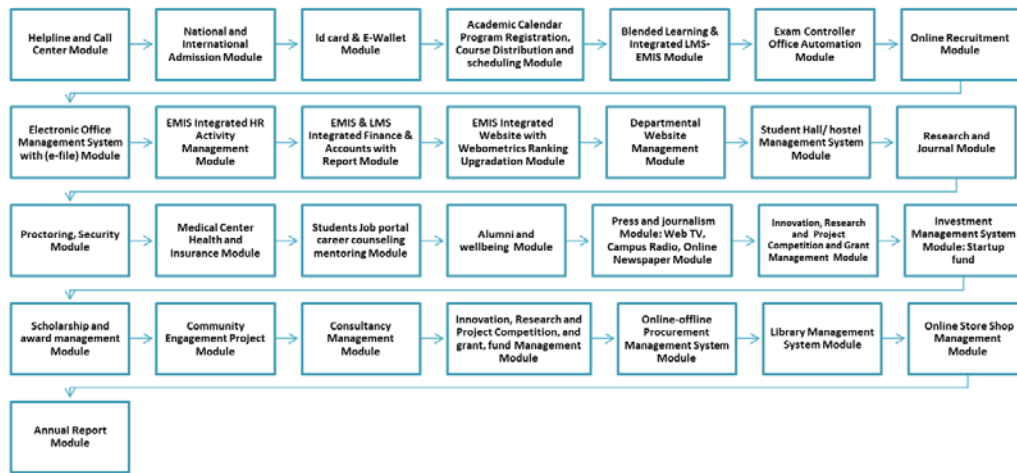 Helpline and Call
Center Module
National and
International
Admission Module
Id card & E-Wallet
Module
Academic Calendar
Program Registration,
Course Distribution and
scheduling Module
Blended Learning &
Integrated LMS-
EMIS Module
Exam Controller
Office Automation
Module
Online Recruitment
Module
Electronic Office
Management System
with (e-file) Module
EMIS Integrated HR
Activity
Management
Module
EMIS & LMS
Integrated Finance &
Accounts with
Report Module
EMIS Integrated
Website with
Webometrics Ranking
Upgradation Module
Departmental
Website
Management
Module
Student Hall/ hostel
Management System
Module
Research and
Journal Module
Proctoring, Security
Module
Medical Center
Health and
Insurance Module
Students Job portal
career counseling
mentoring Module
Alumni and
wellbeing Module
Press and journalism
Module: Web TV,
Campus Radio, Online
Newspaper Module
Innovation, Research
and Project
Competition and Grant
Management Module
Investment
Management System
Module: Startup
fund
Scholarship and
award management
Module
Community
Engagement Project
Module
Consultancy
Management
Module
Innovation, Research and
Project Competition, and
grant, fund Management
Module
Online-offline
Procurement
Management System
Module
Library Management
System Module
Online Store Shop
Management
Module
Annual Report
Module